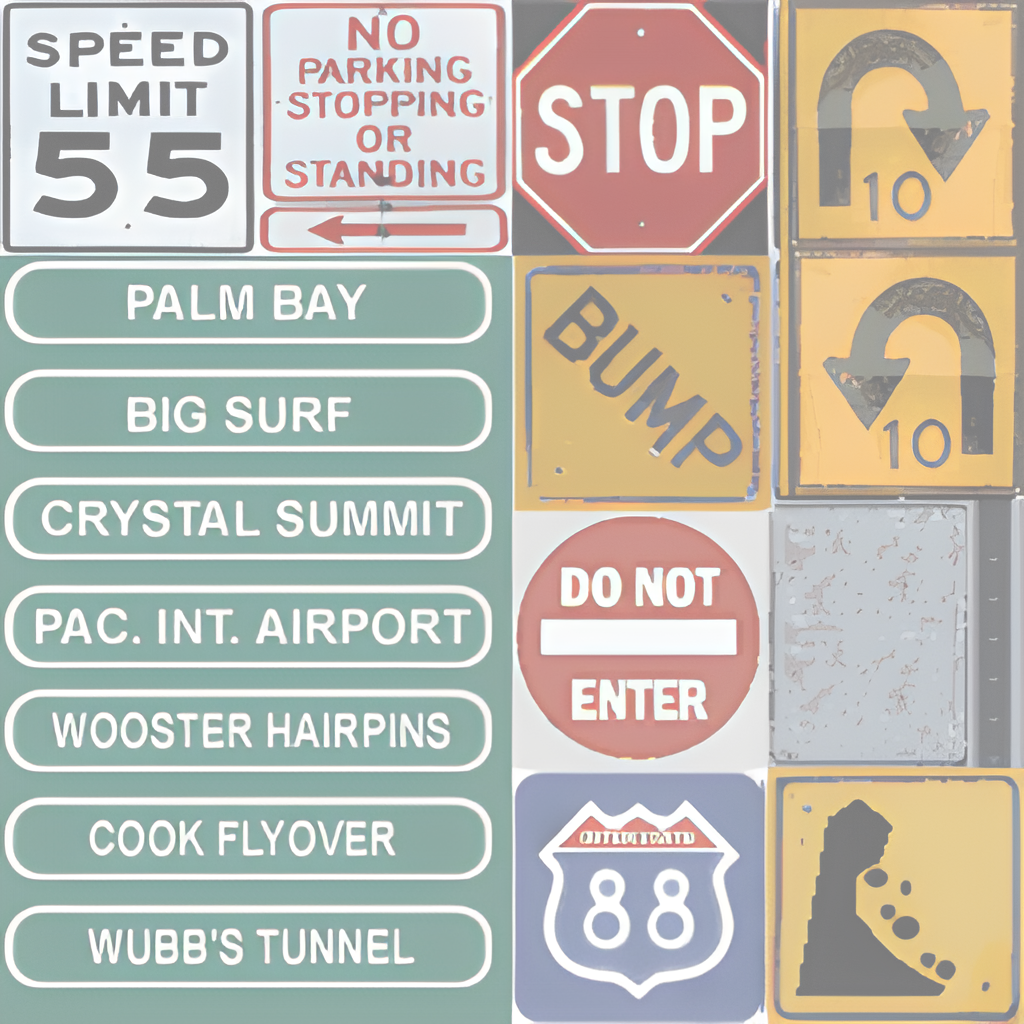 SPEED
LIMIT
55
NO
PARKING
STOPPING
OR
STANDING
STOP
10
PALM BAY
BIG SURF
CRYSTAL SUMMIT
PAC. INT. AIRPORT
WOOSTER HAIRPINS
COOK FLYOVER
WUBB'S TUNNEL
BUMP
10
DO NOT
ENTER
88